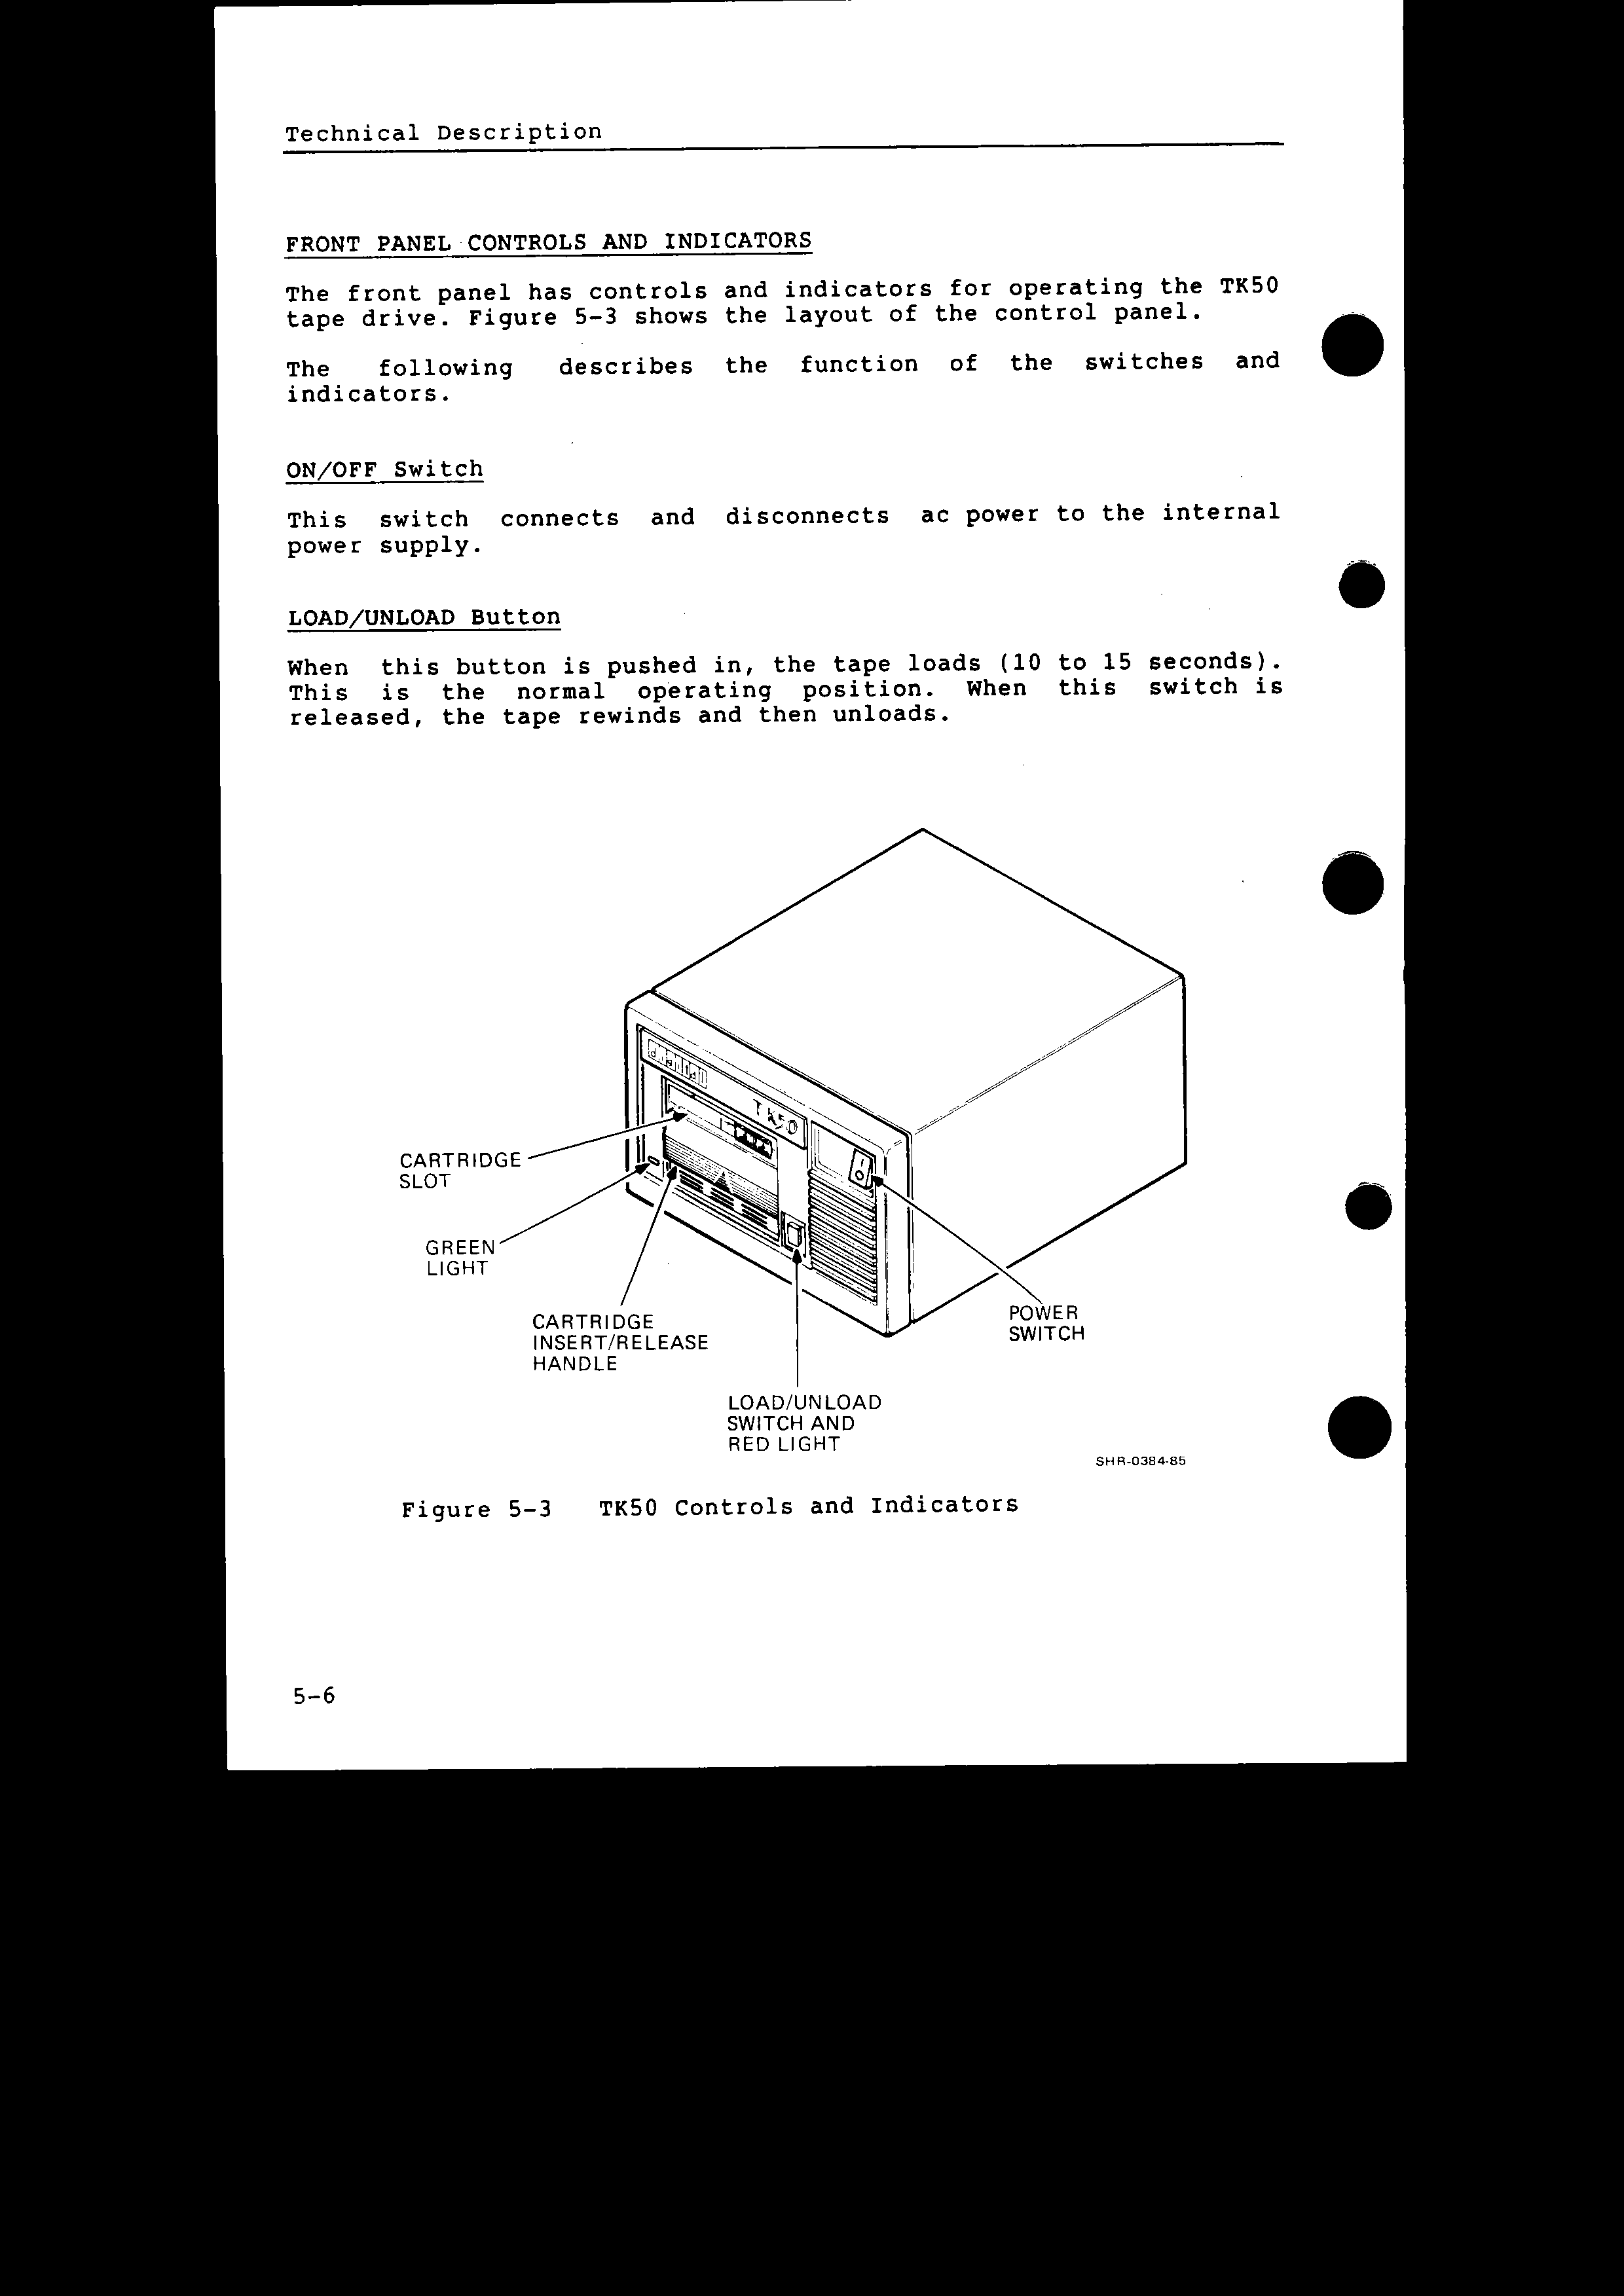 Technical Description
FRONT PANEL CONTROLS AND INDICATORS
The front panel has controls and indicators for operating the TK50
tape drive. Figure 5-3 shows the layout of the control panel.
The following describes the function of the switches and
indicators.
ON/OFF Switch
This switch connects and disconnects ac power to the internal
power supply.
LOAD/UNLOAD Button
When this button is pushed in, the tape loads (10 to 15 seconds).
This is the normal operating position. When this switch is
released, the tape rewinds and then unloads.
digital
TK50
CARTRIDGE
SLOT
GREEN
LIGHT
CARTRIDGE
INSERT/RELEASE
HANDLE
POWER
SWITCH
LOAD/UNLOAD
SWITCH AND
RED LIGHT
SHR-0384-85
Figure 5-3 TK50 Controls and Indicators
5-6